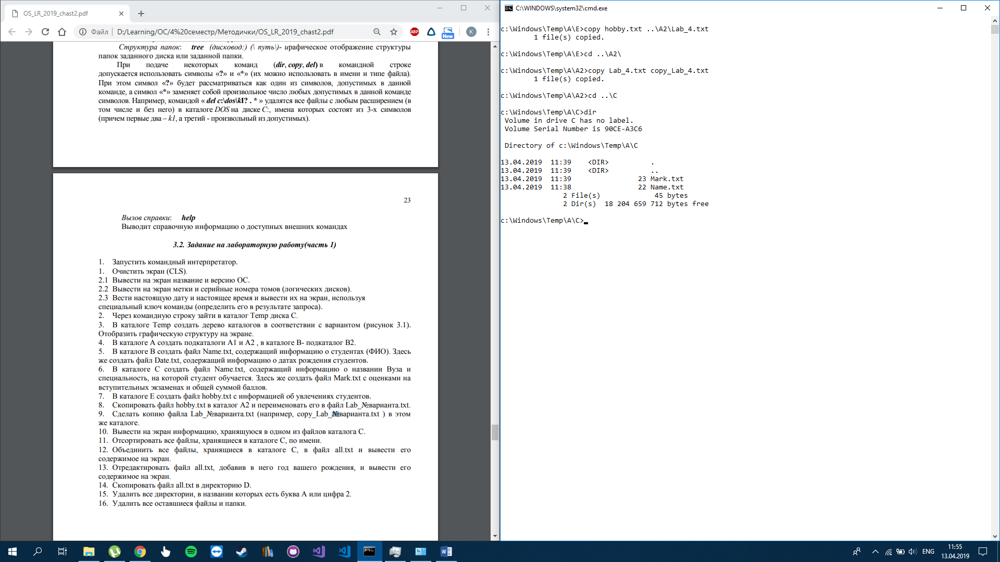 OS_LR_2019_chast2.pdf
Файл
D:/Learning/ОС/4%20семестр/Методички/OS_LR_2019_chast2.pdf
ABP
New
K
Структура папок: tree (дисковод:) (\ путь\)- ирафическое отображение структуры
папок заданного диска или заданной папки.
При подаче некоторых команд (dir, copy, del) в командной строке
допускается использовать символы «?» и «*» (их можно использовать в имени и типе файла).
При этом символ «?» будет рассматриваться как один из символов, допустимых в данной
команде, а символ «*» заменяет собой произвольное число любых допустимых в данной команде
символов. Например, командой « del c:\dos\kI? . * » удалятся все файлы с любым расширением (в
том числе и без него) в каталоге DOS на диске C:, имена которых состоят из 3-х символов
(причем первые два – k1, а третий - произвольный из допустимых).
23
Вызов справки: help
Выводит справочную информацию о доступных внешних командах
3.2. Задание на лабораторную работу(часть 1)
1. Запустить командный интерпретатор.
1. Очистить экран (CLS).
2.1 Вывести на экран название и версию ОС.
2.2 Вывести на экран метки и серийные номера томов (логических дисков).
2.3 Вести настоящую дату и настоящее время и вывести их на экран, используя
специальный ключ команды (определить его в результате запроса).
2. Через командную строку зайти в каталог Temp диска С.
3. В каталоге Temp создать дерево каталогов в соответствии с вариантом (рисунок 3.1).
Отобразить графическую структуру на экране.
4. В каталоге А создать подкаталоги А1 и А2 , в каталоге В- подкаталог В2.
5. В каталоге В создать файл Name.txt, содержащий информацию о студентах (ФИО). Здесь
же создать файл Date.txt, содержащий информацию о датах рождения студентов.
6. В каталоге С создать файл Name.txt, содержащий информацию о названии Вуза и
специальность, на которой студент обучается. Здесь же создать файл Mark.txt с оценками на
вступительных экзаменах и общей суммой баллов.
7. В каталоге Е создать файл hobby.txt с информацией об увлечениях студентов.
8. Скопировать файл hobby.txt в каталог А2 и переименовать его в файл Lab_№варианта.txt.
9. Сделать копию файла Lab_№варианта.txt (например, copy_Lab_№варианта.txt ) в этом
же каталоге.
10. Вывести на экран информацию, хранящуюся в одном из файлов каталога С.
11. Отсортировать все файлы, хранящиеся в каталоге С, по имени.
12. Объединить все файлы, хранящиеся в каталоге С, в файл all.txt и вывести его
содержимое на экран.
13. Отредактировать файл all.txt, добавив в него год вашего рождения, и вывести его
содержимое на экран.
14. Скопировать файл all.txt в директорию D.
15. Удалить все директории, в названии которых есть буква А или цифра 2.
16. Удалить все оставшиеся файлы и папки.
C:\WINDOWS\system32\cmd.exe
c:\Windows\Temp\A\E>copy hobby.txt ..\A2\Lab_4.txt
1 file(s) copied.
c:\Windows\Temp\A\E>cd ..\A2\
c:\Windows\Temp\A\A2>copy Lab_4.txt copy_Lab_4.txt
1 file(s) copied.
c:\Windows\Temp\A\A2>cd ..\C
c:\Windows\Temp\A\C>dir
Volume in drive C has no label.
Volume Serial Number is 90CE-A3C6
Directory of c:\Windows\Temp\A\C
13.04.2019 11:39 <DIR> .
13.04.2019 11:39 <DIR> ..
13.04.2019 11:39 23 Mark.txt
13.04.2019 11:38 22 Name.txt
2 File(s) 45 bytes
2 Dir(s) 18 204 659 712 bytes free
c:\Windows\Temp\A\C>
ENG
11:55
13.04.2019